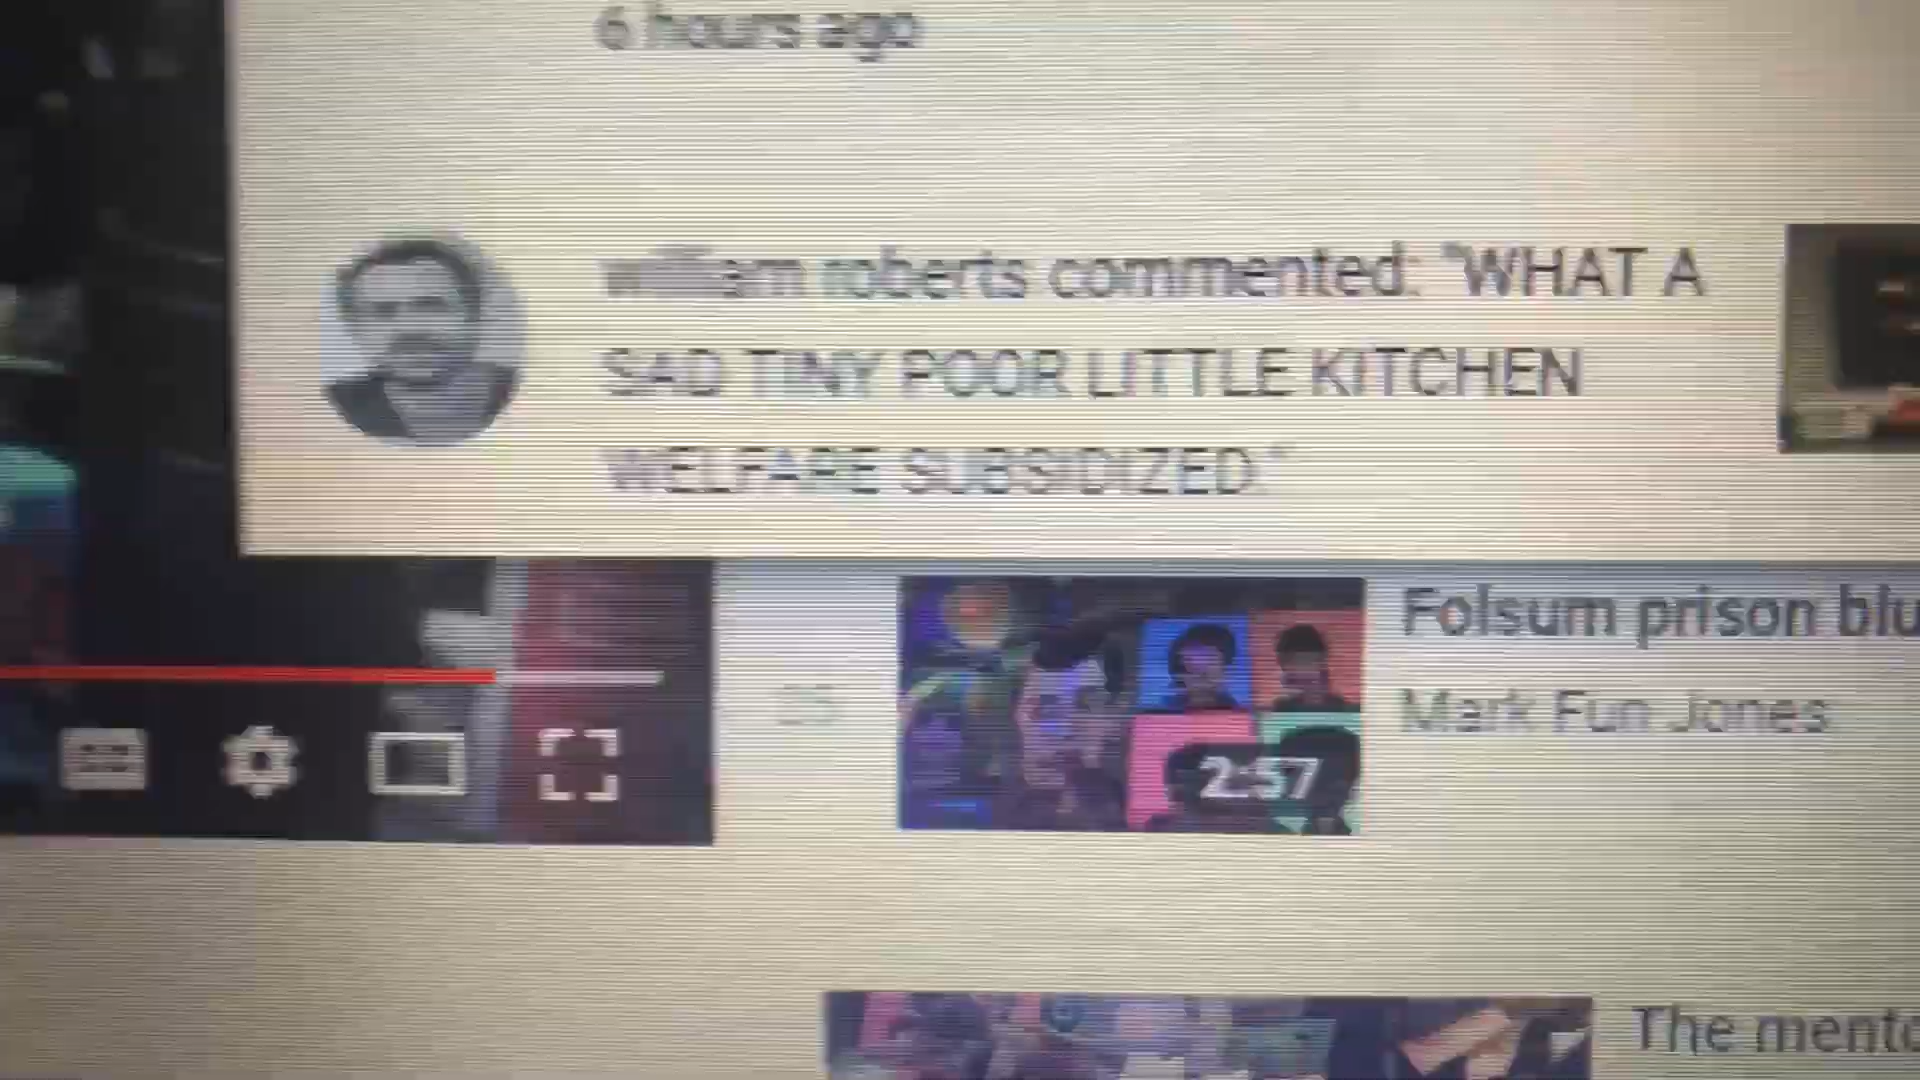 6 hours ago
william roberts commented: "WHAT A
SAD TINY POOR LITTLE KITCHEN
WELFARE SUBSIDIZED."
Folsum prison blu
Mark Fun Jones
2:57
The mento